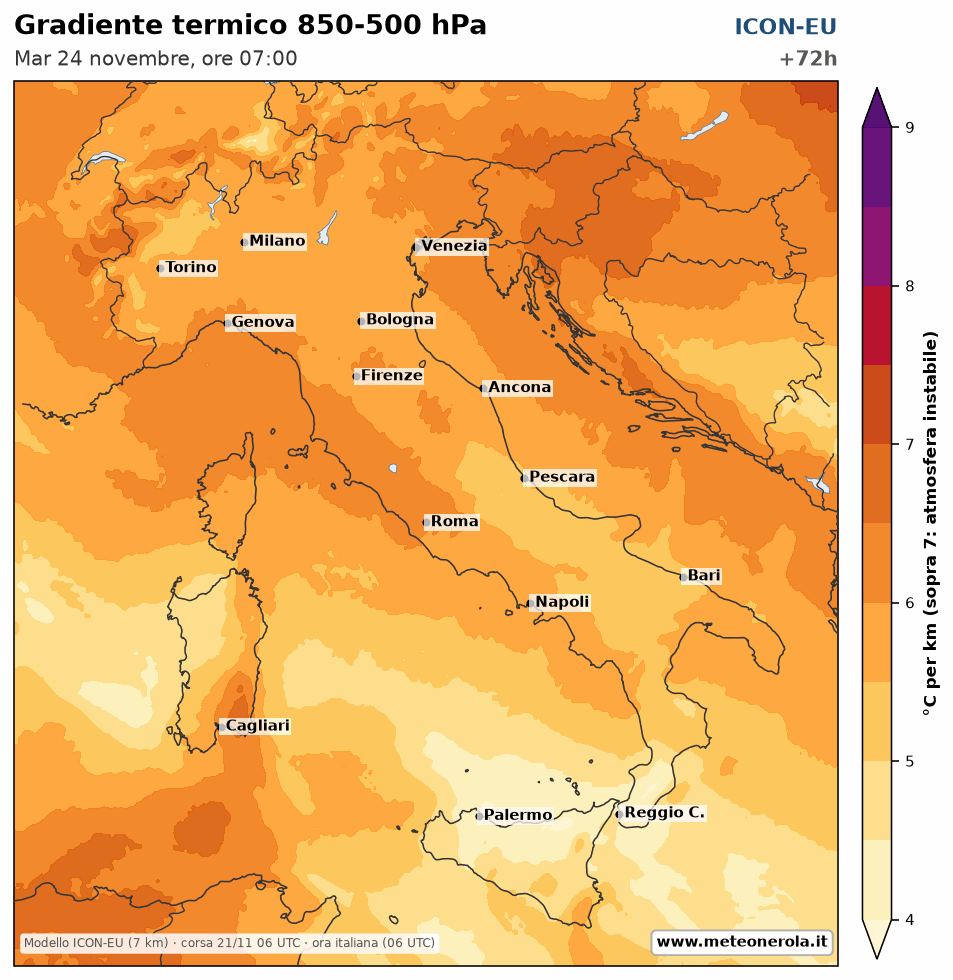 Gradiente termico 850-500 hPa
ICON-EU
Mar 24 novembre, ore 07:00
+72h
Milano
Venezia
Torino
Genova
Bologna
Firenze
Ancona
Pescara
Roma
Bari
Napoli
Cagliari
Palermo
Reggio C.
9
8
7
6
5
4
°C per km (sopra 7: atmosfera instabile)
Modello ICON-EU (7 km) · corsa 21/11 06 UTC · ora italiana (06 UTC)
www.meteonerola.it